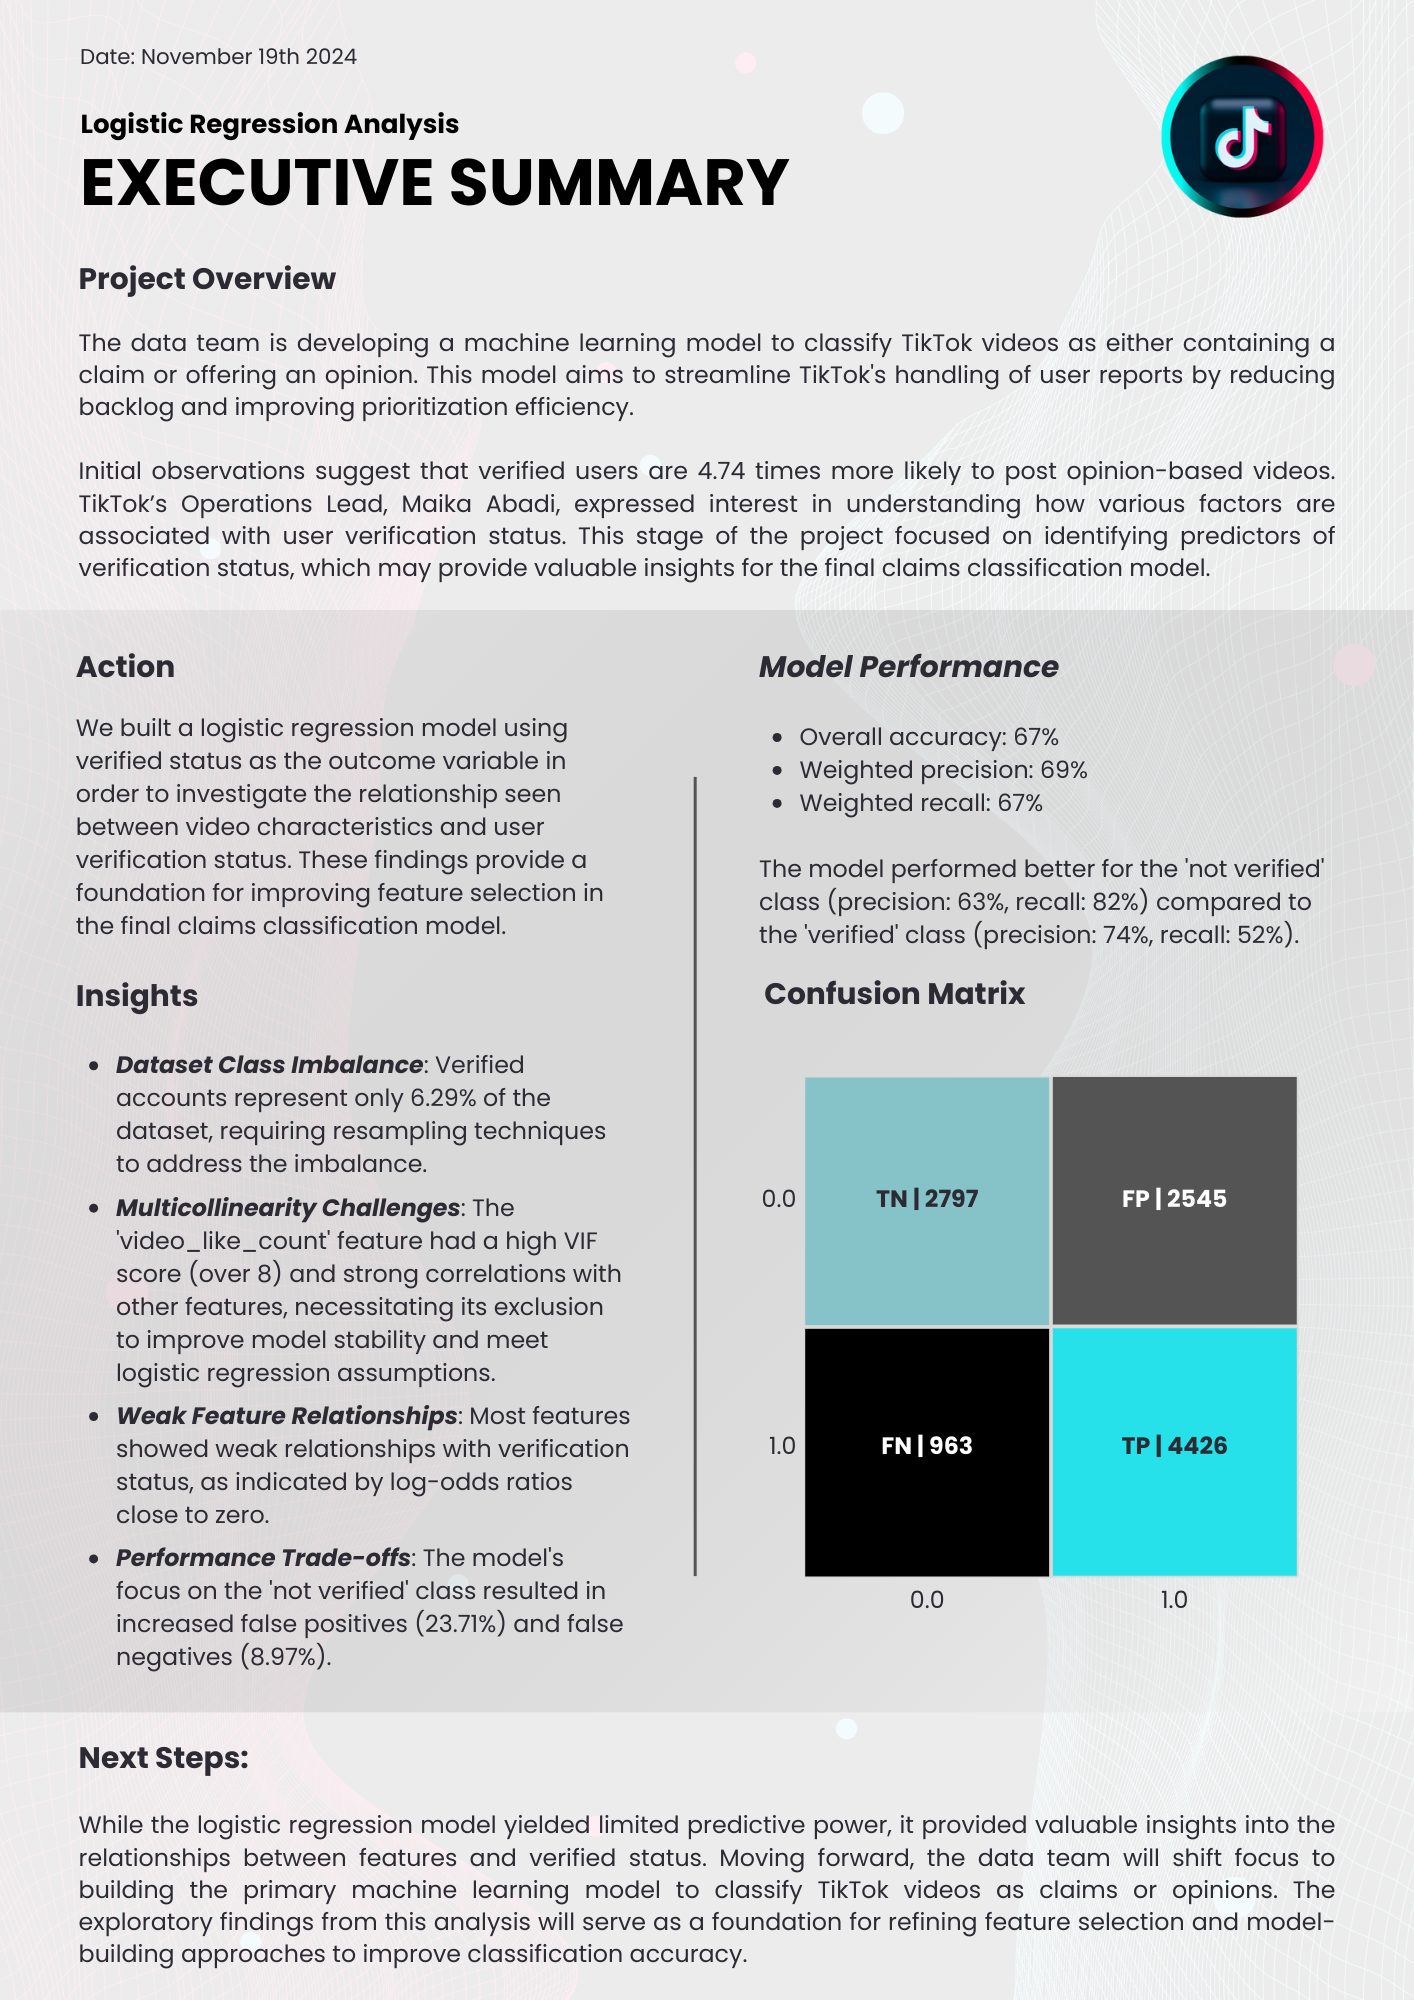 Date: November 19th 2024
Logistic Regression Analysis
EXECUTIVE SUMMARY
Project Overview
The data team is developing a machine learning model to classify TikTok videos as either containing a
claim or offering an opinion. This model aims to streamline TikTok's handling of user reports by reducing
backlog and improving prioritization efficiency.
Initial observations suggest that verified users are 4.74 times more likely to post opinion-based videos.
TikTok’s Operations Lead, Maika Abadi, expressed interest in understanding how various factors are
associated with user verification status. This stage of the project focused on identifying predictors of
verification status, which may provide valuable insights for the final claims classification model.
Action
We built a logistic regression model using
verified status as the outcome variable in
order to investigate the relationship seen
between video characteristics and user
verification status. These findings provide a
foundation for improving feature selection in
the final claims classification model.
Insights
• Dataset Class Imbalance: Verified
accounts represent only 6.29% of the
dataset, requiring resampling techniques
to address the imbalance.
• Multicollinearity Challenges: The
'video_like_count' feature had a high VIF
score (over 8) and strong correlations with
other features, necessitating its exclusion
to improve model stability and meet
logistic regression assumptions.
• Weak Feature Relationships: Most features
showed weak relationships with verification
status, as indicated by log-odds ratios
close to zero.
• Performance Trade-offs: The model's
focus on the 'not verified' class resulted in
increased false positives (23.71%) and false
negatives (8.97%).
Model Performance
• Overall accuracy: 67%
• Weighted precision: 69%
• Weighted recall: 67%
The model performed better for the 'not verified'
class (precision: 63%, recall: 82%) compared to
the 'verified' class (precision: 74%, recall: 52%).
Confusion Matrix
0.0 TN | 2797 FP | 2545
1.0 FN | 963 TP | 4426
0.0 1.0
Next Steps:
While the logistic regression model yielded limited predictive power, it provided valuable insights into the
relationships between features and verified status. Moving forward, the data team will shift focus to
building the primary machine learning model to classify TikTok videos as claims or opinions. The
exploratory findings from this analysis will serve as a foundation for refining feature selection and model-
building approaches to improve classification accuracy.